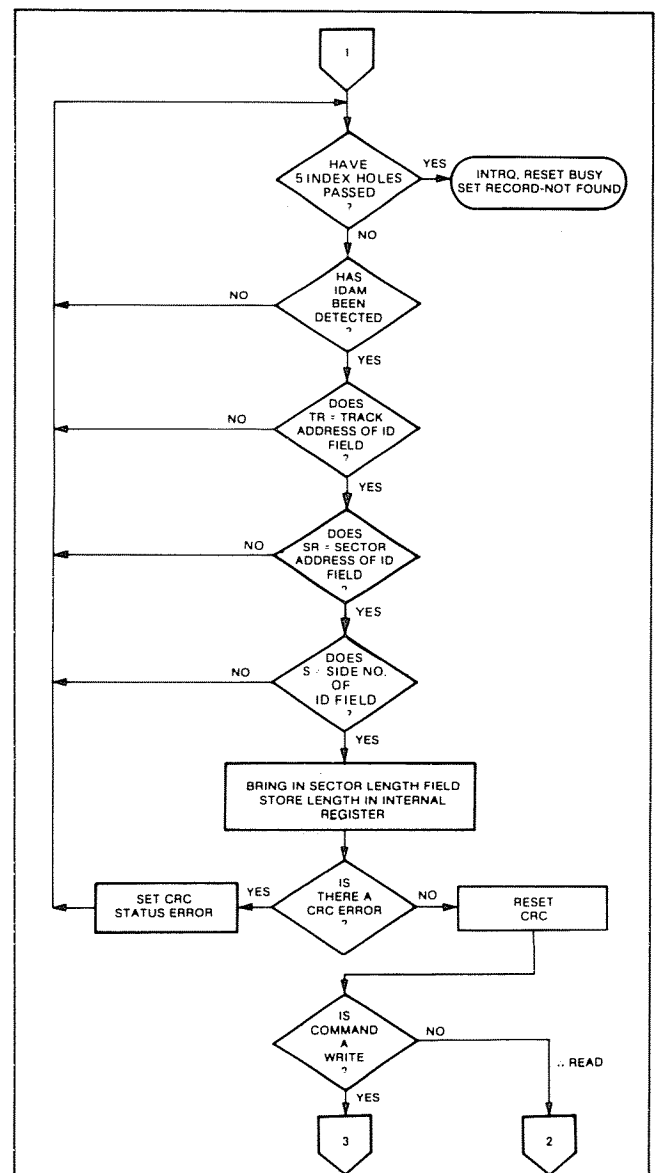 1
HAVE
5 INDEX HOLES
PASSED
?
YES
INTRQ, RESET BUSY
SET RECORD-NOT FOUND
NO
HAS
IDAM
BEEN
DETECTED
?
NO
YES
DOES
TR = TRACK
ADDRESS OF ID
FIELD
?
NO
YES
DOES
SR = SECTOR
ADDRESS OF ID
FIELD
?
NO
YES
DOES
S = SIDE NO.
OF
ID FIELD
?
NO
YES
BRING IN SECTOR LENGTH FIELD
STORE LENGTH IN INTERNAL
REGISTER
IS
THERE A
CRC ERROR
?
YES
SET CRC
STATUS ERROR
NO
RESET
CRC
IS
COMMAND
A
WRITE
?
NO
∴ READ
YES
3
2